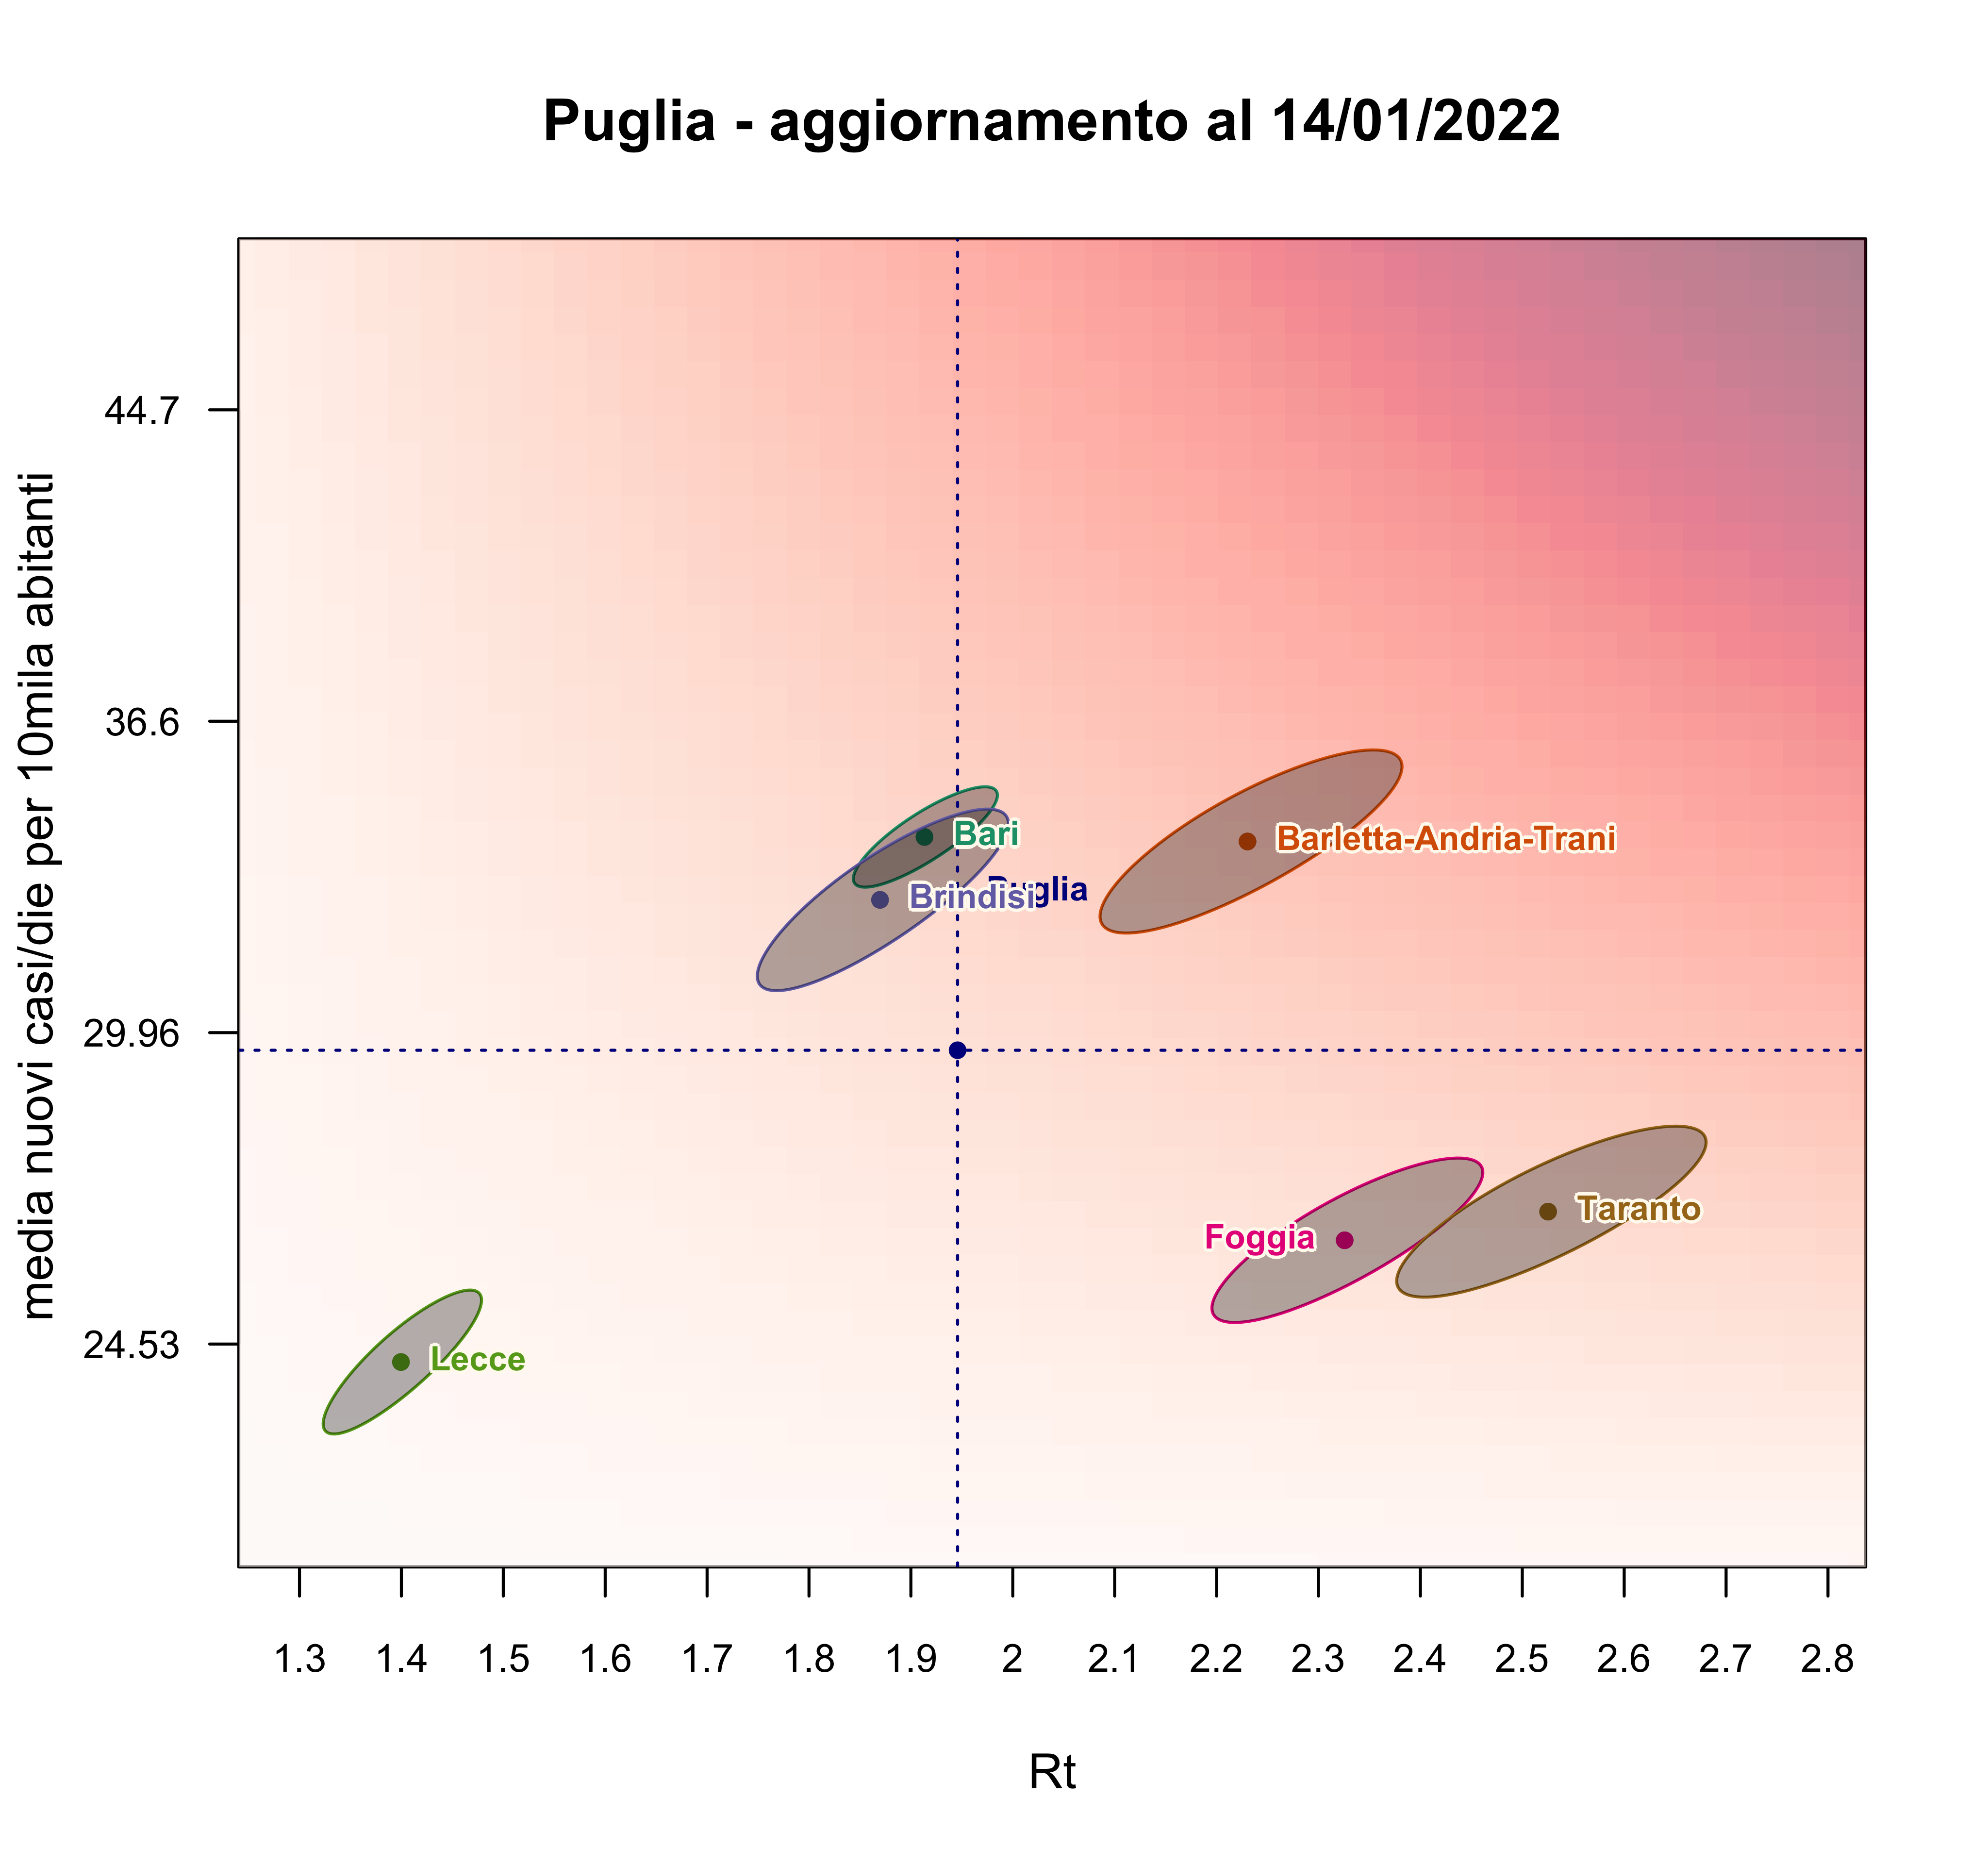 Puglia - aggiornamento al 14/01/2022
media nuovi casi/die per 10mila abitanti
44.7
36.6
29.96
24.53
Bari
Barletta-Andria-Trani
Brindisi
Puglia
Taranto
Foggia
Lecce
1.3 1.4 1.5 1.6 1.7 1.8 1.9 2 2.1 2.2 2.3 2.4 2.5 2.6 2.7 2.8
Rt